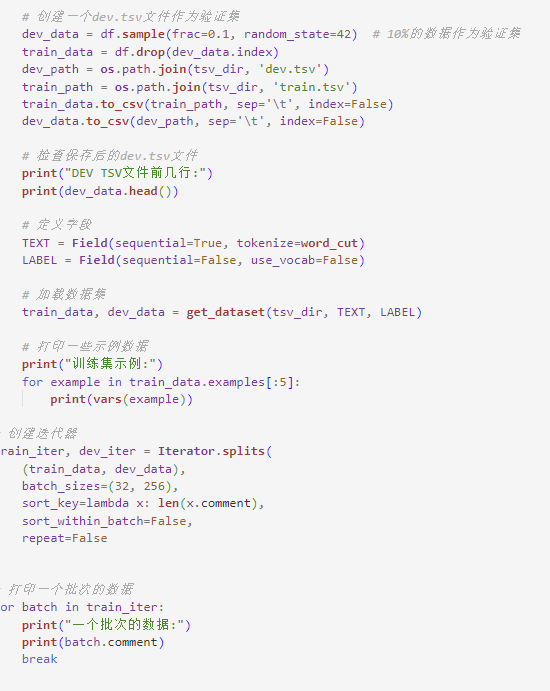 # 创建一个dev.tsv文件作为验证集
dev_data = df.sample(frac=0.1, random_state=42)  # 10%的数据作为验证集
train_data = df.drop(dev_data.index)
dev_path = os.path.join(tsv_dir, 'dev.tsv')
train_path = os.path.join(tsv_dir, 'train.tsv')
train_data.to_csv(train_path, sep='\t', index=False)
dev_data.to_csv(dev_path, sep='\t', index=False)
# 检查保存后的dev.tsv文件
print("DEV TSV文件前几行:")
print(dev_data.head())
# 定义字段
TEXT = Field(sequential=True, tokenize=word_cut)
LABEL = Field(sequential=False, use_vocab=False)
# 加载数据集
train_data, dev_data = get_dataset(tsv_dir, TEXT, LABEL)
# 打印一些示例数据
print("训练集示例:")
for example in train_data.examples[:5]:
print(vars(example))
创建迭代器
rain_iter, dev_iter = Iterator.splits(
(train_data, dev_data),
batch_sizes=(32, 256),
sort_key=lambda x: len(x.comment),
sort_within_batch=False,
repeat=False
打印一个批次的数据
or batch in train_iter:
print("一个批次的数据:")
print(batch.comment)
break